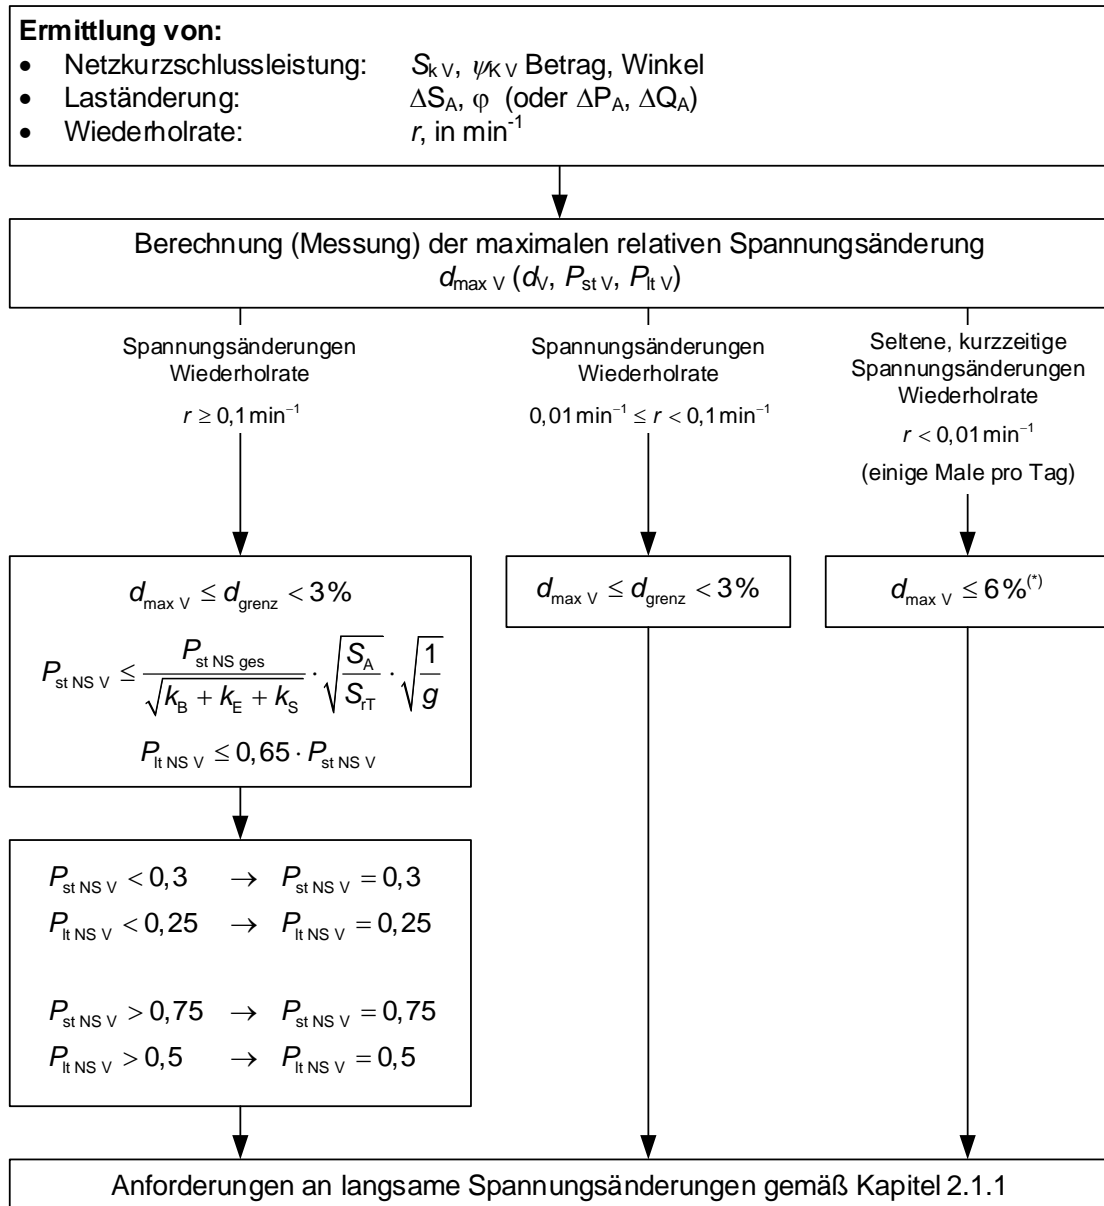 Ermittlung von:
• Netzkurzschlussleistung: S_k V, ψ_K V Betrag, Winkel
• Laständerung: ΔS_A, φ (oder ΔP_A, ΔQ_A)
• Wiederholrate: r, in min⁻¹
Berechnung (Messung) der maximalen relativen Spannungsänderung
d_max V (d_V, P_st V, P_lt V)
Spannungsänderungen
Wiederholrate
r ≥ 0,1 min⁻¹
Spannungsänderungen
Wiederholrate
0,01 min⁻¹ ≤ r < 0,1 min⁻¹
Seltene, kurzzeitige
Spannungsänderungen
Wiederholrate
r < 0,01 min⁻¹
(einige Male pro Tag)
d_max V ≤ d_grenz < 3 %
P_st NS V ≤ P_st NS ges / √(k_B + k_E + k_S) · √(S_A / S_rT) · √(1 / g)
P_lt NS V ≤ 0,65 · P_st NS V
d_max V ≤ d_grenz < 3 %
d_max V ≤ 6 %^(*)
P_st NS V < 0,3 → P_st NS V = 0,3
P_lt NS V < 0,25 → P_lt NS V = 0,25
P_st NS V > 0,75 → P_st NS V = 0,75
P_lt NS V > 0,5 → P_lt NS V = 0,5
Anforderungen an langsame Spannungsänderungen gemäß Kapitel 2.1.1